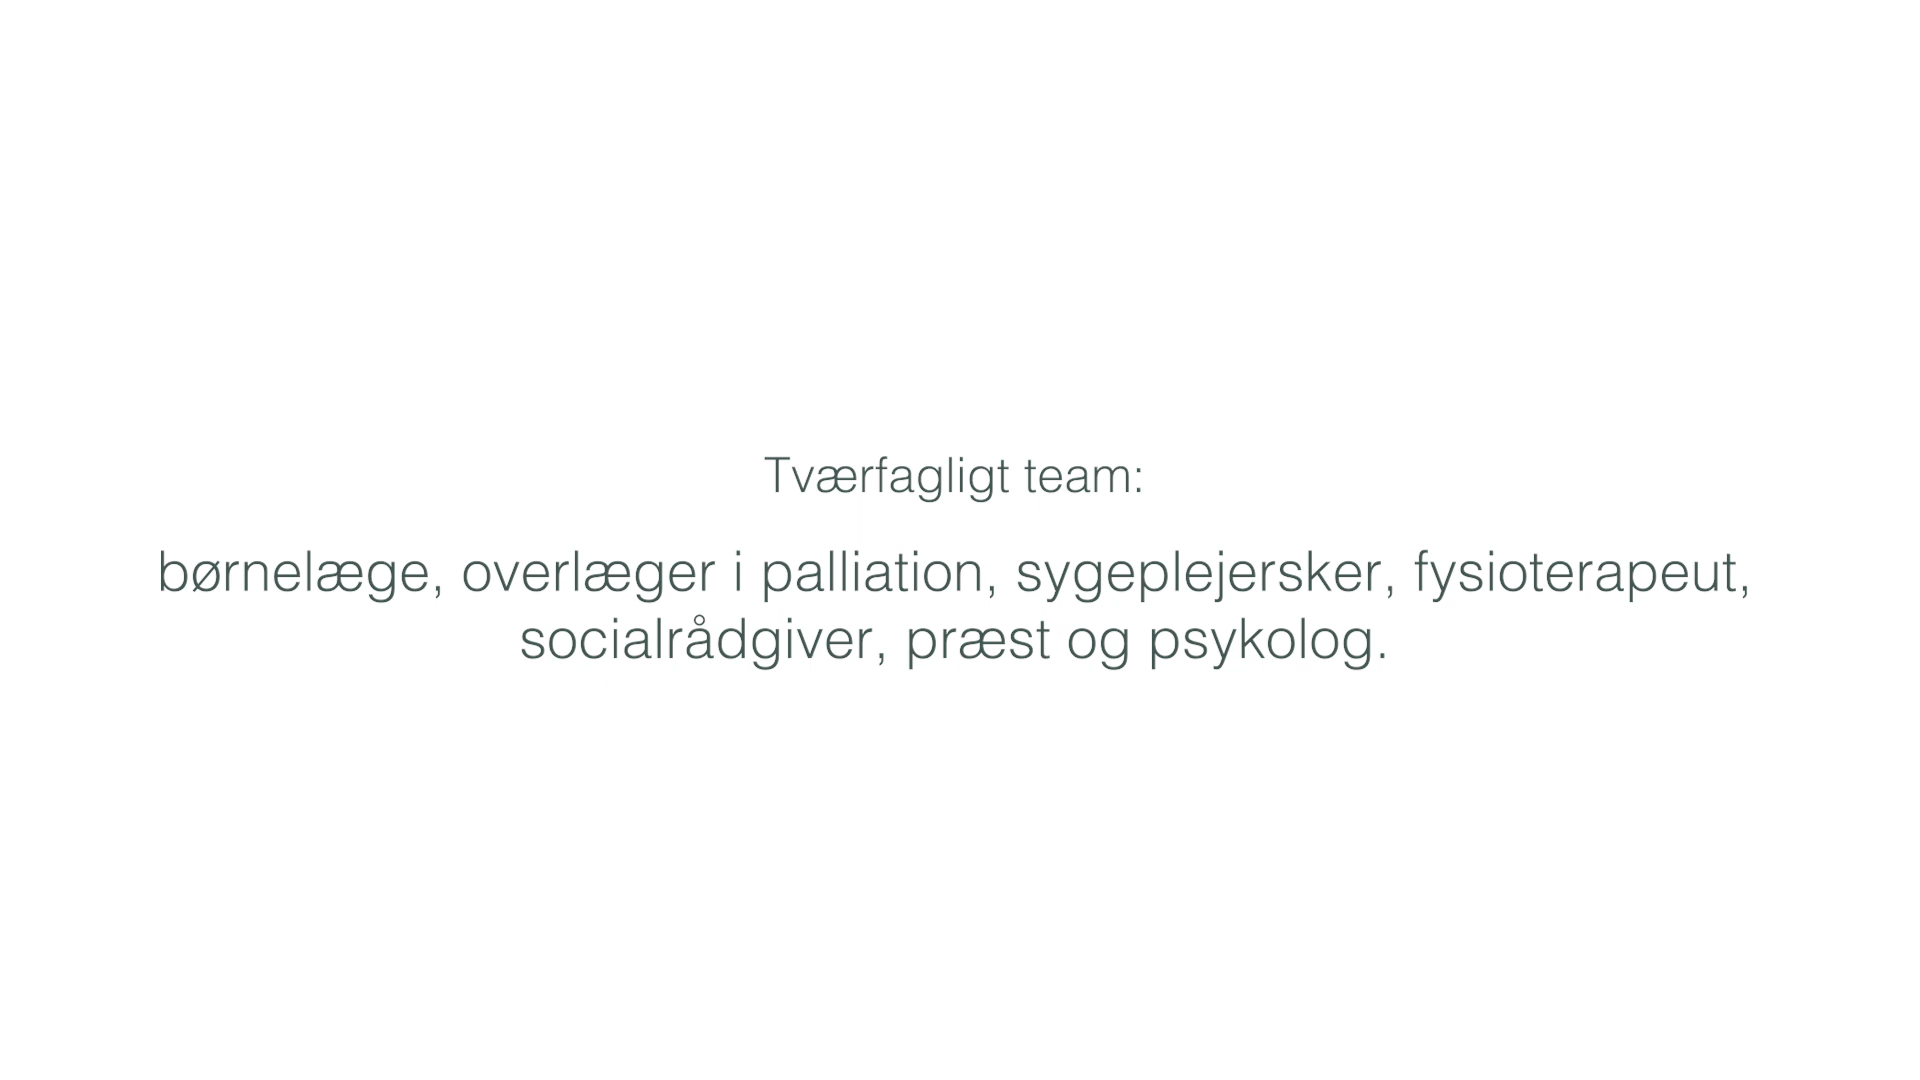 Tværfagligt team:
børnelæge, overlæger i palliation, sygeplejersker, fysioterapeut,
socialrådgiver, præst og psykolog.